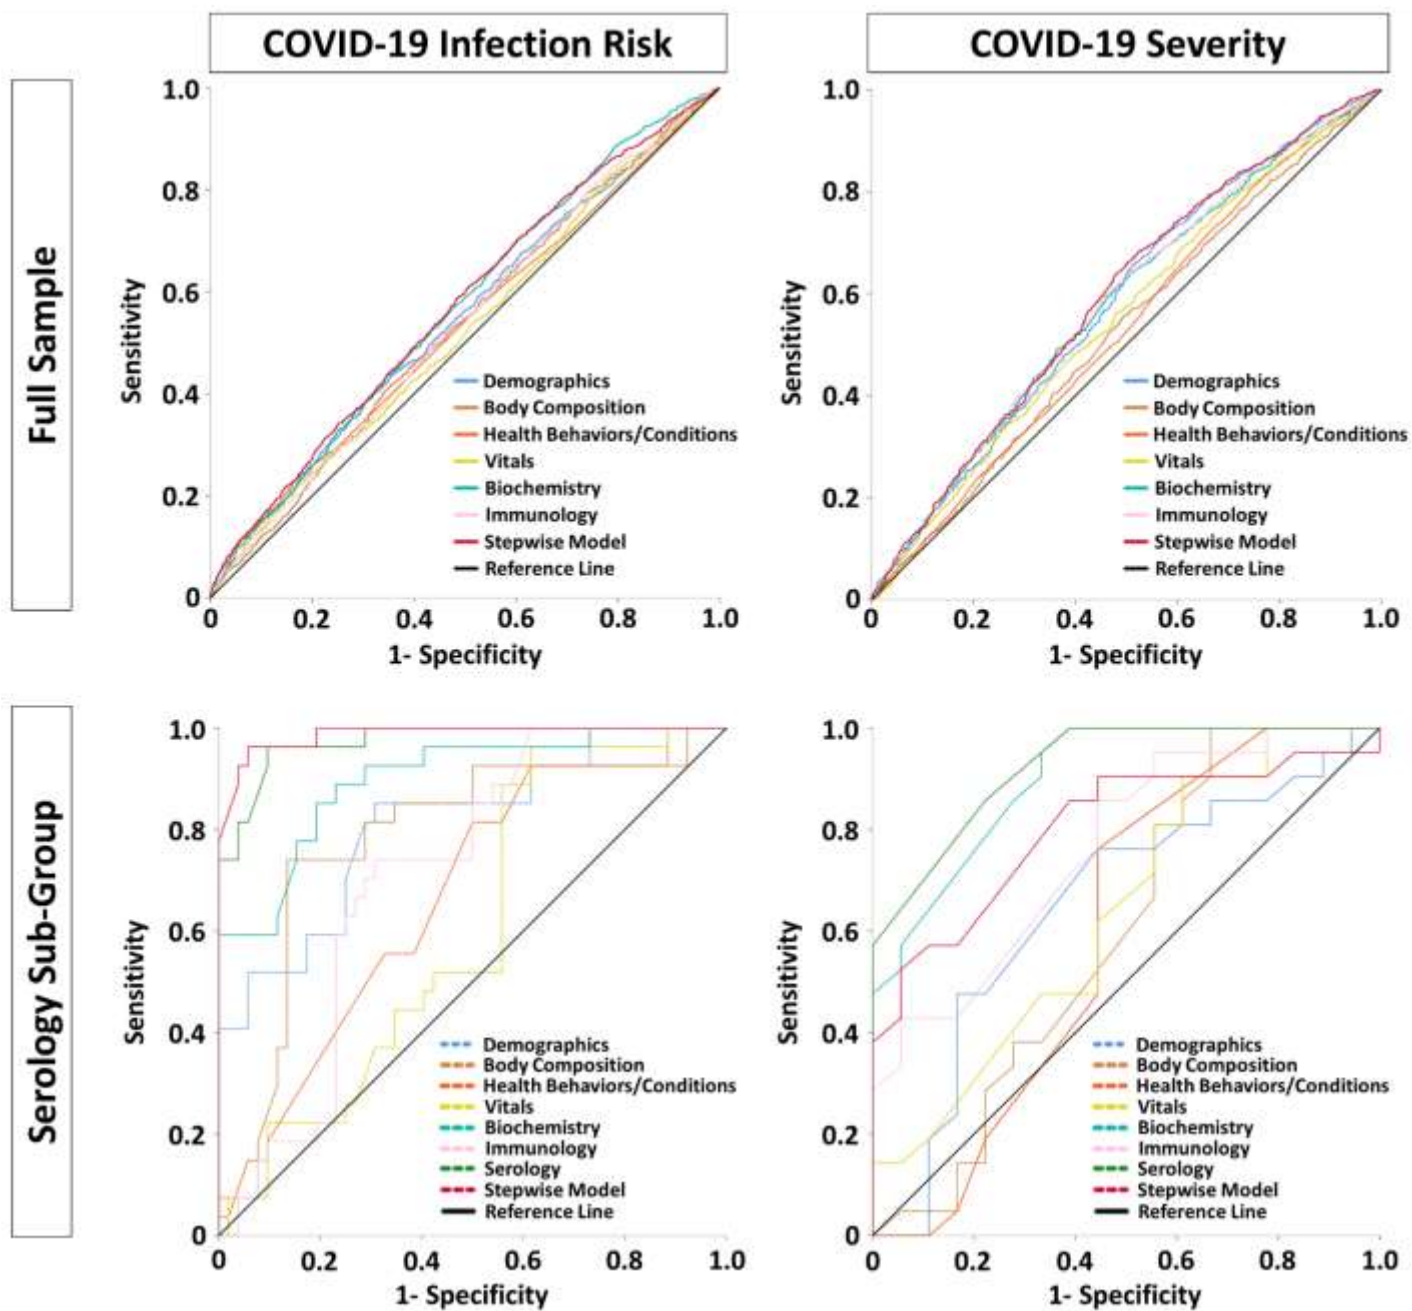 COVID-19 Infection Risk
COVID-19 Severity
Full Sample
1.0
0.8
0.6
0.4
0.2
0
Sensitivity
Demographics
Body Composition
Health Behaviors/Conditions
Vitals
Biochemistry
Immunology
Stepwise Model
Reference Line
0 0.2 0.4 0.6 0.8 1.0
1- Specificity
1.0
0.8
0.6
0.4
0.2
0
Sensitivity
Demographics
Body Composition
Health Behaviors/Conditions
Vitals
Biochemistry
Immunology
Stepwise Model
Reference Line
0 0.2 0.4 0.6 0.8 1.0
1- Specificity
Serology Sub-Group
1.0
0.8
0.6
0.4
0.2
0
Sensitivity
Demographics
Body Composition
Health Behaviors/Conditions
Vitals
Biochemistry
Immunology
Serology
Stepwise Model
Reference Line
0 0.2 0.4 0.6 0.8 1.0
1- Specificity
1.0
0.8
0.6
0.4
0.2
0
Sensitivity
Demographics
Body Composition
Health Behaviors/Conditions
Vitals
Biochemistry
Immunology
Serology
Stepwise Model
Reference Line
0 0.2 0.4 0.6 0.8 1.0
1- Specificity